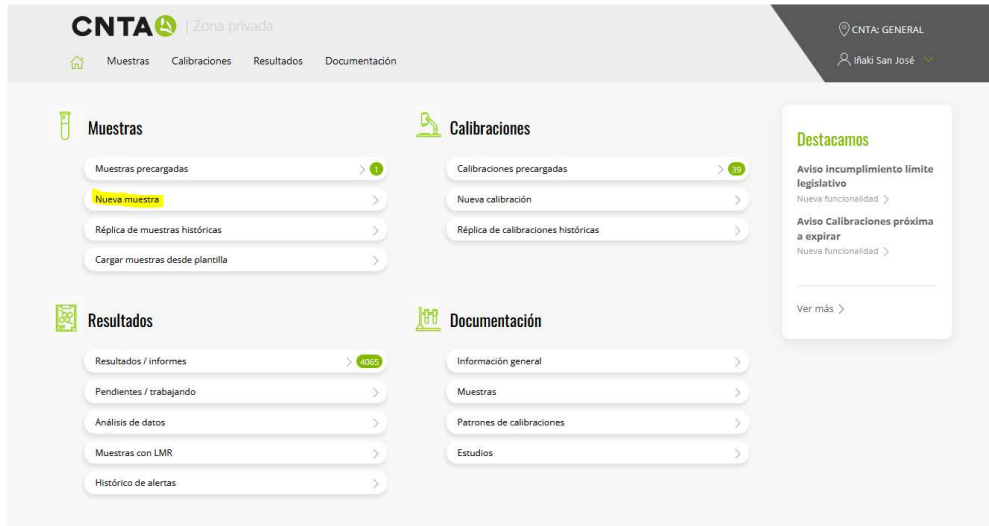 CNTA | Zona privada
CNTA: GENERAL
Muestras Calibraciones Resultados Documentación
Iñaki San José
Muestras
Muestras precargadas 1
Nueva muestra
Réplica de muestras históricas
Cargar muestras desde plantilla
Calibraciones
Calibraciones precargadas 39
Nueva calibración
Réplica de calibraciones históricas
Destacamos
Aviso incumplimiento límite
legislativo
Nueva funcionalidad
Aviso Calibraciones próxima
a expirar
Nueva funcionalidad
Ver más
Resultados
Resultados / informes 4065
Pendientes / trabajando
Análisis de datos
Muestras con LMR
Histórico de alertas
Documentación
Información general
Muestras
Patrones de calibraciones
Estudios